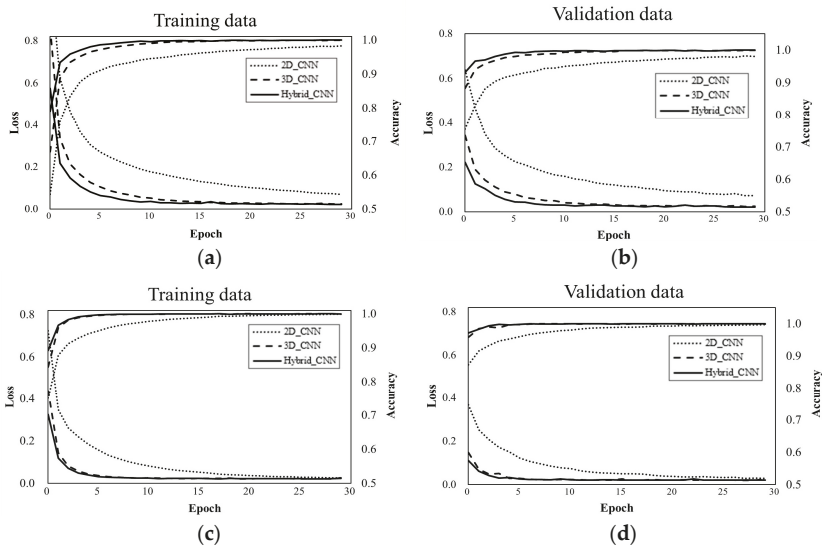 Training data
0.8
0.6
0.4
0.2
0.0
Loss
1.0
0.9
0.8
0.7
0.6
0.5
Accuracy
2D_CNN
3D_CNN
Hybrid_CNN
0 5 10 15 20 25 30
Epoch
(a)
Validation data
0.8
0.6
0.4
0.2
0.0
Loss
1.0
0.9
0.8
0.7
0.6
0.5
Accuracy
2D_CNN
3D_CNN
Hybrid_CNN
0 5 10 15 20 25 30
Epoch
(b)
Training data
0.8
0.6
0.4
0.2
0.0
Loss
1.0
0.9
0.8
0.7
0.6
0.5
Accuracy
2D_CNN
3D_CNN
Hybrid_CNN
0 5 10 15 20 25 30
Epoch
(c)
Validation data
0.8
0.6
0.4
0.2
0.0
Loss
1.0
0.9
0.8
0.7
0.6
0.5
Accuracy
2D_CNN
3D_CNN
Hybrid_CNN
0 5 10 15 20 25 30
Epoch
(d)